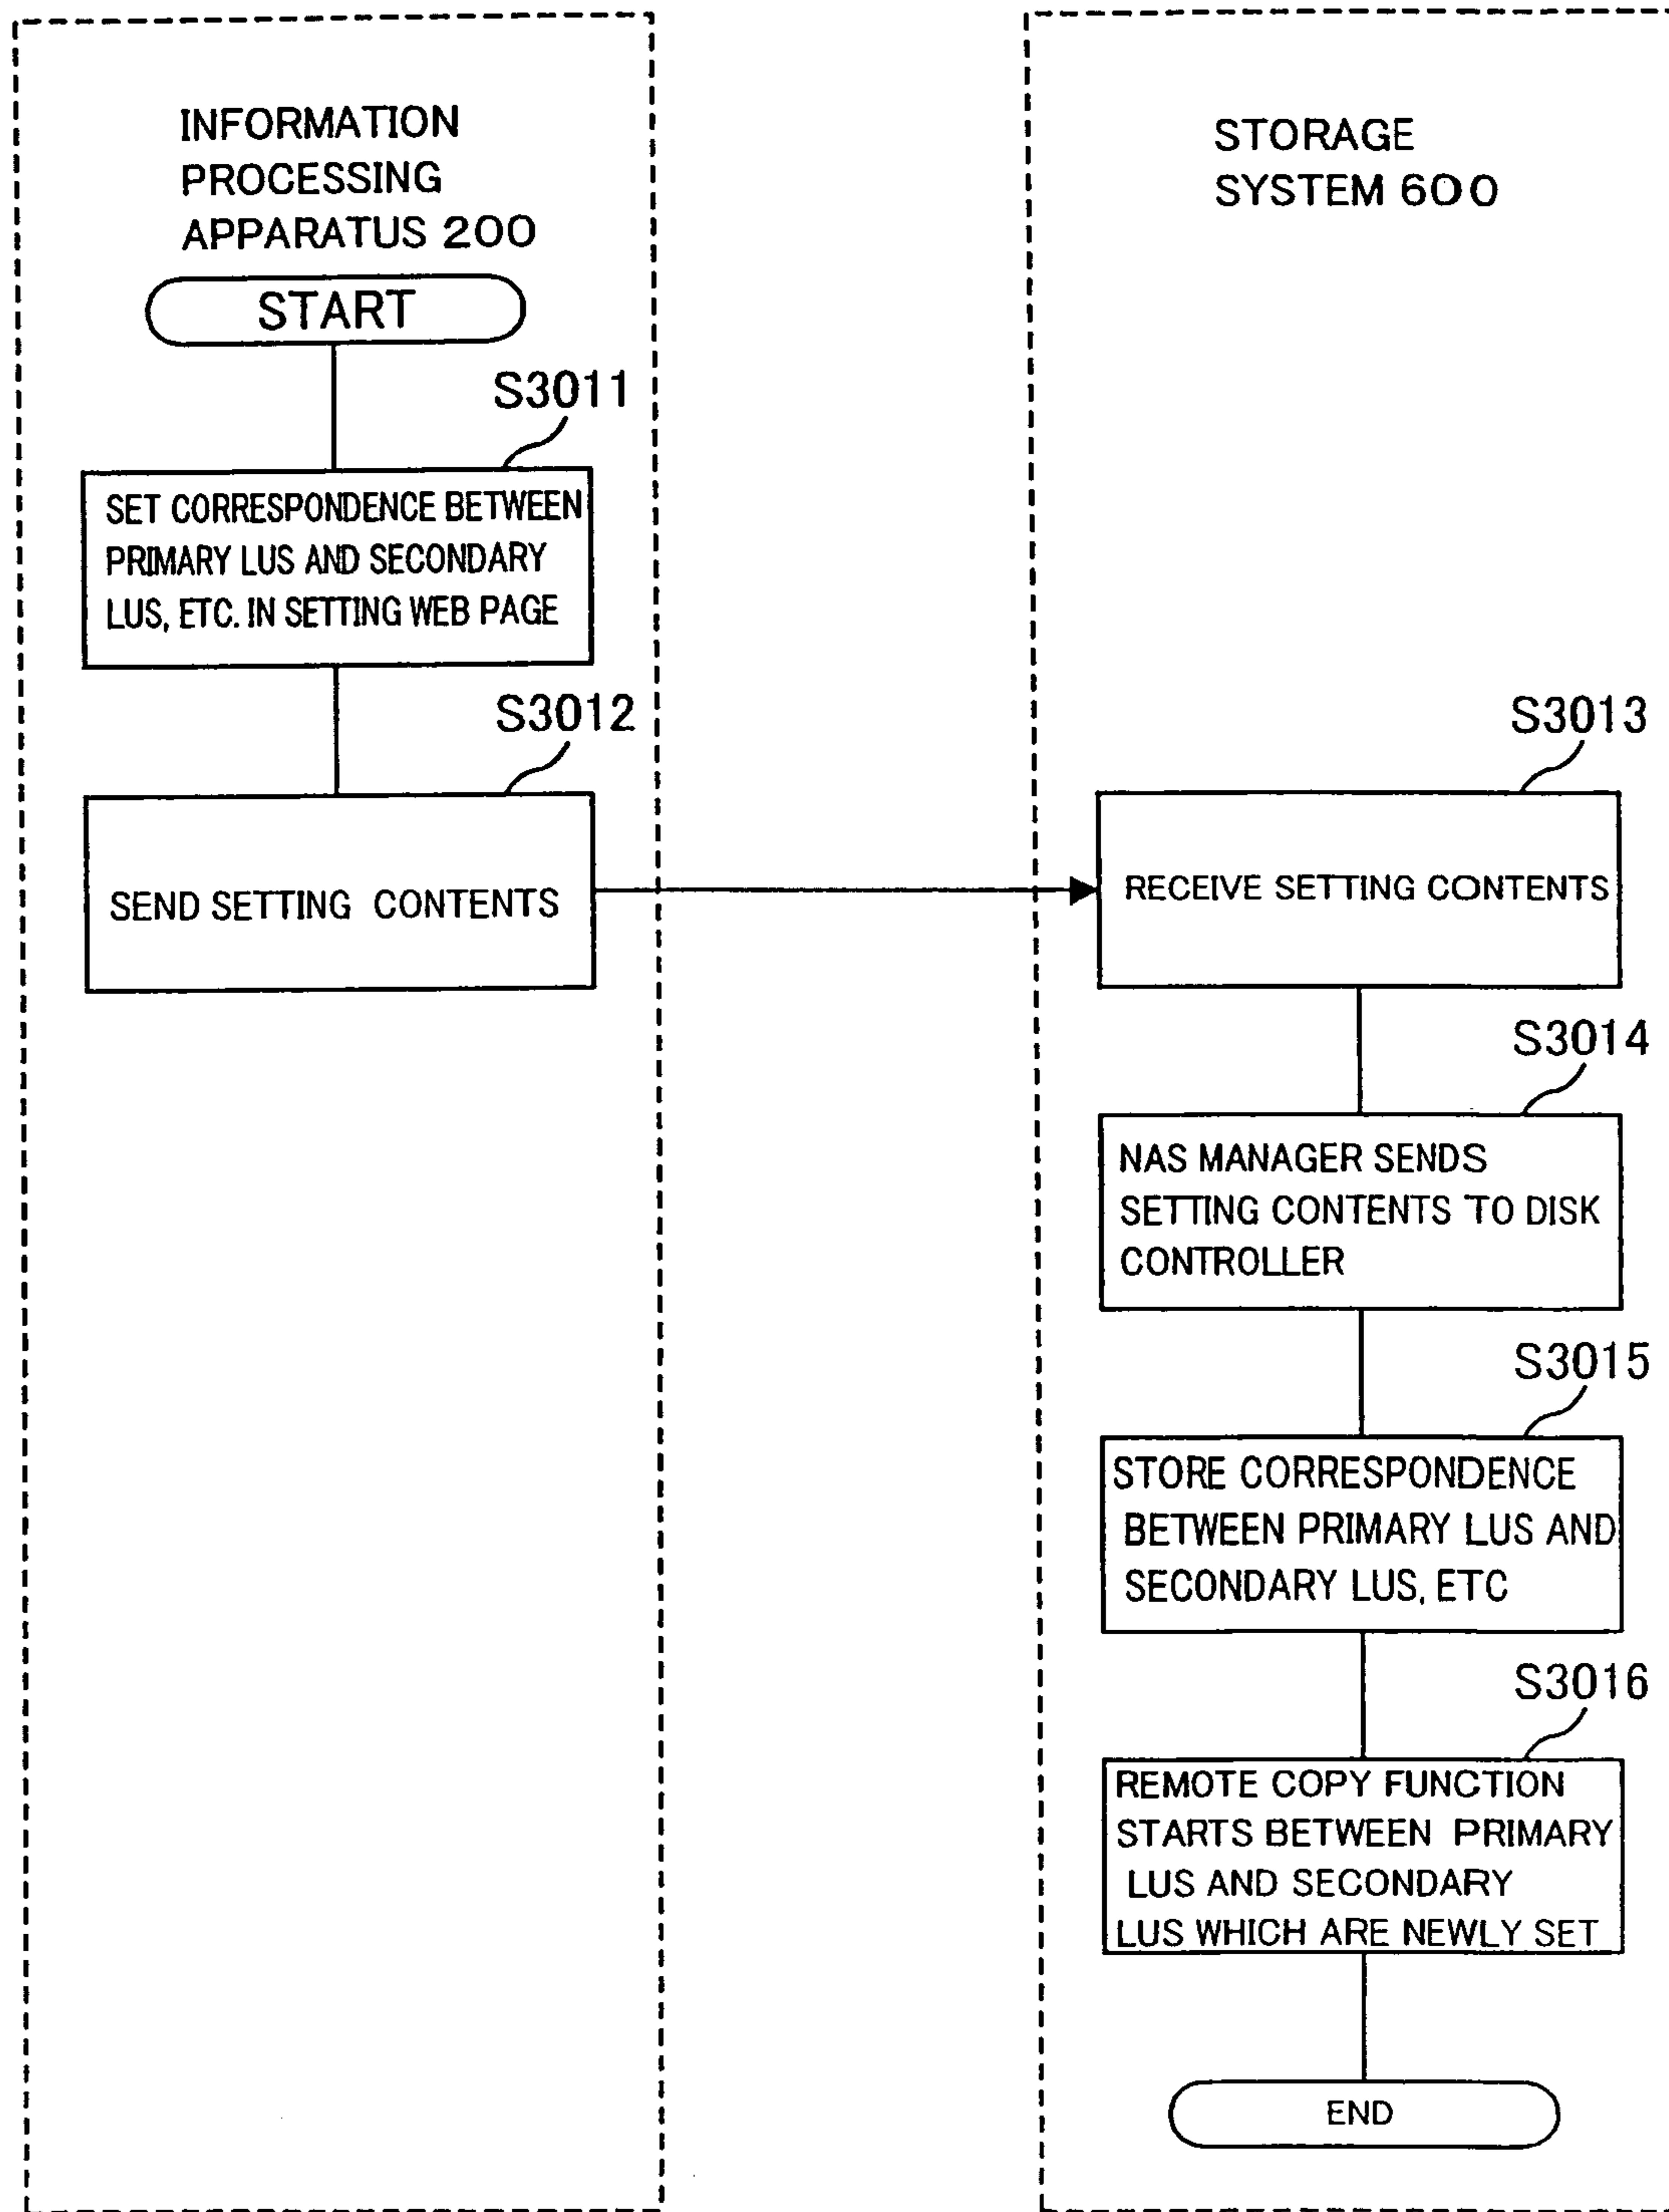 INFORMATION
PROCESSING
APPARATUS 200
START
S3011
SET CORRESPONDENCE BETWEEN
PRIMARY LUS AND SECONDARY
LUS, ETC. IN SETTING WEB PAGE
S3012
SEND SETTING CONTENTS
STORAGE
SYSTEM 600
S3013
RECEIVE SETTING CONTENTS
S3014
NAS MANAGER SENDS
SETTING CONTENTS TO DISK
CONTROLLER
S3015
STORE CORRESPONDENCE
BETWEEN PRIMARY LUS AND
SECONDARY LUS, ETC
S3016
REMOTE COPY FUNCTION
STARTS BETWEEN PRIMARY
LUS AND SECONDARY
LUS WHICH ARE NEWLY SET
END